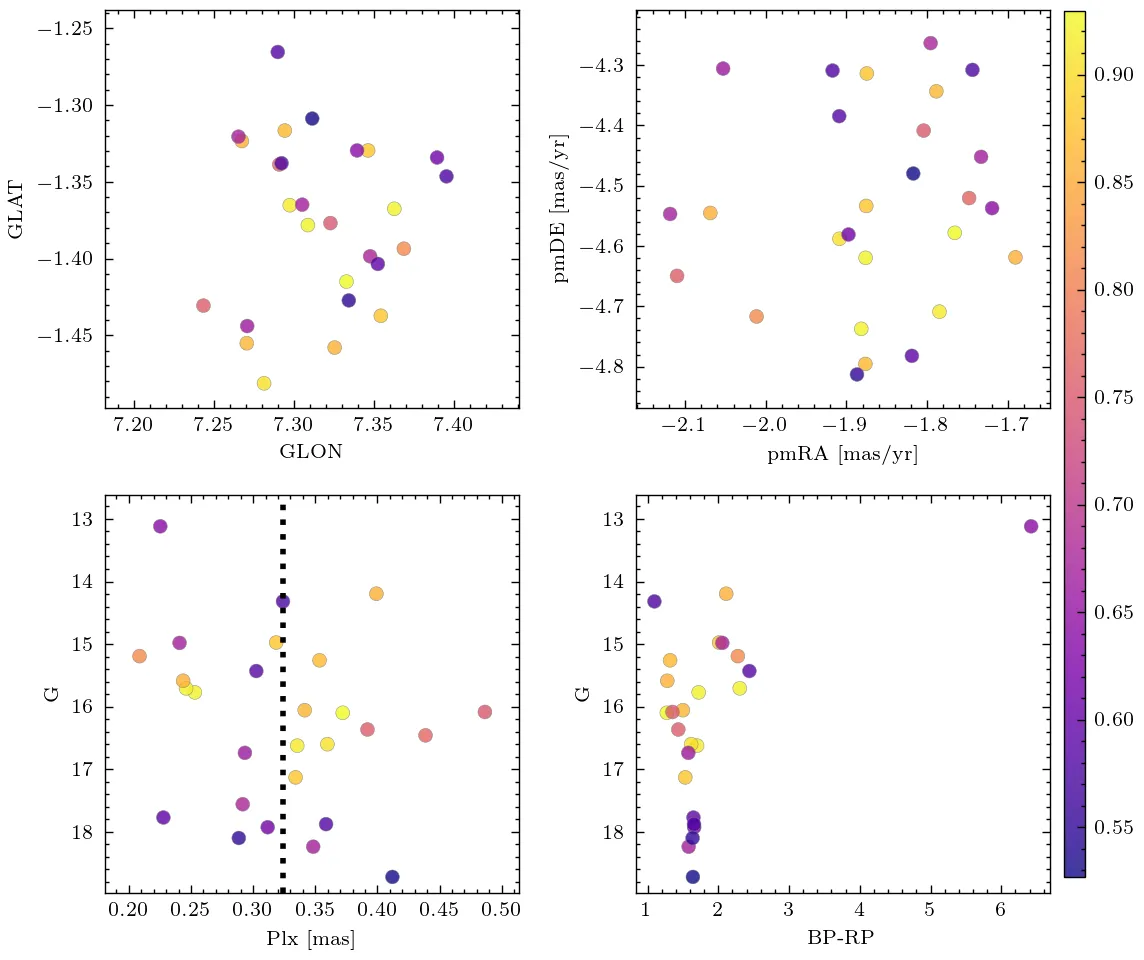 −1.25
−1.30
−1.35
−1.40
−1.45
GLAT
7.20 7.25 7.30 7.35 7.40
GLON
−4.3
−4.4
−4.5
−4.6
−4.7
−4.8
pmDE [mas/yr]
−2.1 −2.0 −1.9 −1.8 −1.7
pmRA [mas/yr]
13
14
15
16
17
18
G
0.20 0.25 0.30 0.35 0.40 0.45 0.50
Plx [mas]
13
14
15
16
17
18
G
1 2 3 4 5 6
BP-RP
0.90
0.85
0.80
0.75
0.70
0.65
0.60
0.55